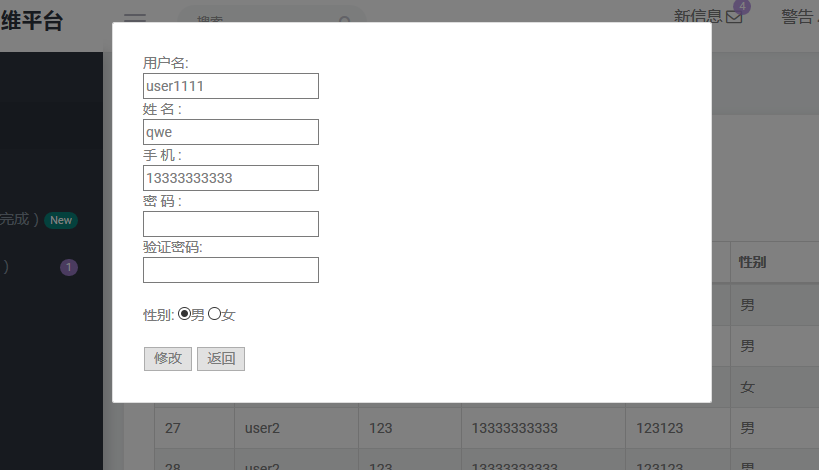 维平台
搜索
新信息 4
警告
用户名:
user1111
姓 名 :
qwe
手 机 :
13333333333
密 码 :
验证密码:
性别: 男 女
修改 返回
完成 ) New
) 1
性别
男
男
女
27 user2 123 13333333333 123123 男
28 user2 123 13333333333 123123 男